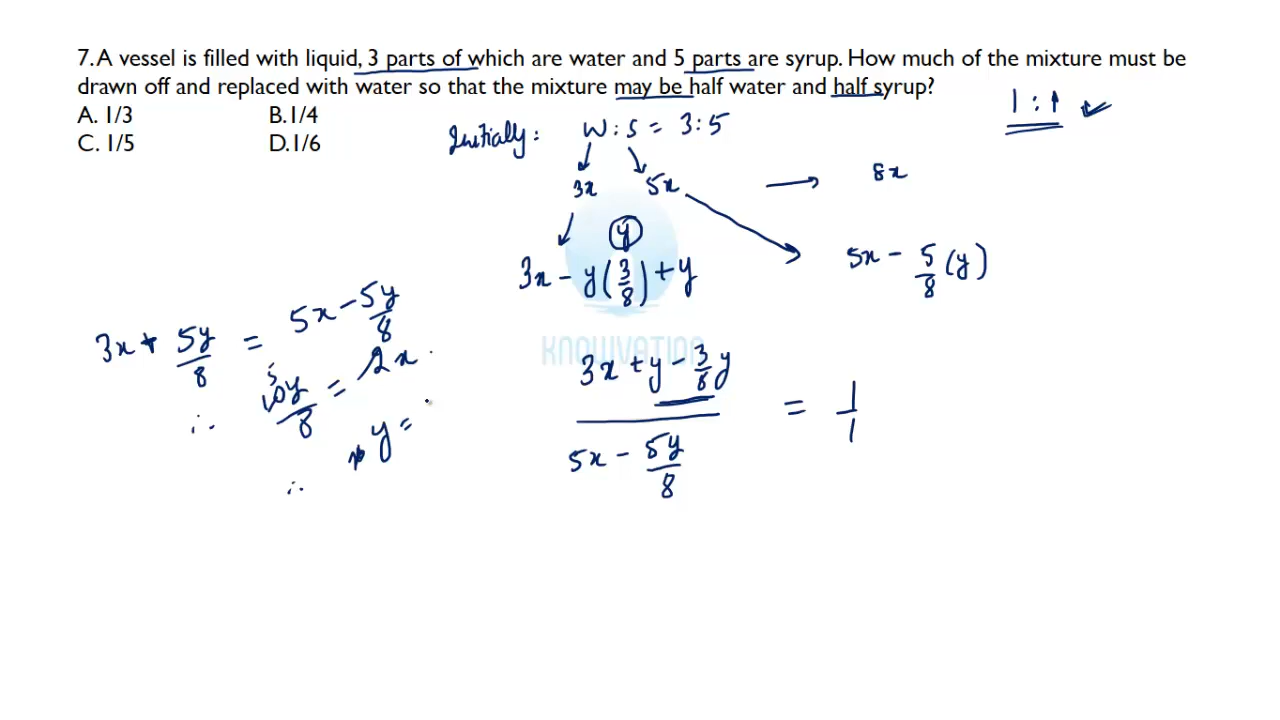 7.A vessel is filled with liquid, 3 parts of which are water and 5 parts are syrup. How much of the mixture must be
drawn off and replaced with water so that the mixture may be half water and half syrup?
A. 1/3 B.1/4
C. 1/5 D.1/6
1 : 1
Initially : W : S = 3 : 5
3x 5x → 8x
y
3x - y(3/8) + y
5x - 5/8 (y)
3x + 5y/8 = 5x - 5y/8
KNOWVATION
∴ 10y/8 = 2x
5
∴ y =
(3x + y - 3/8 y) / (5x - 5y/8) = 1/1